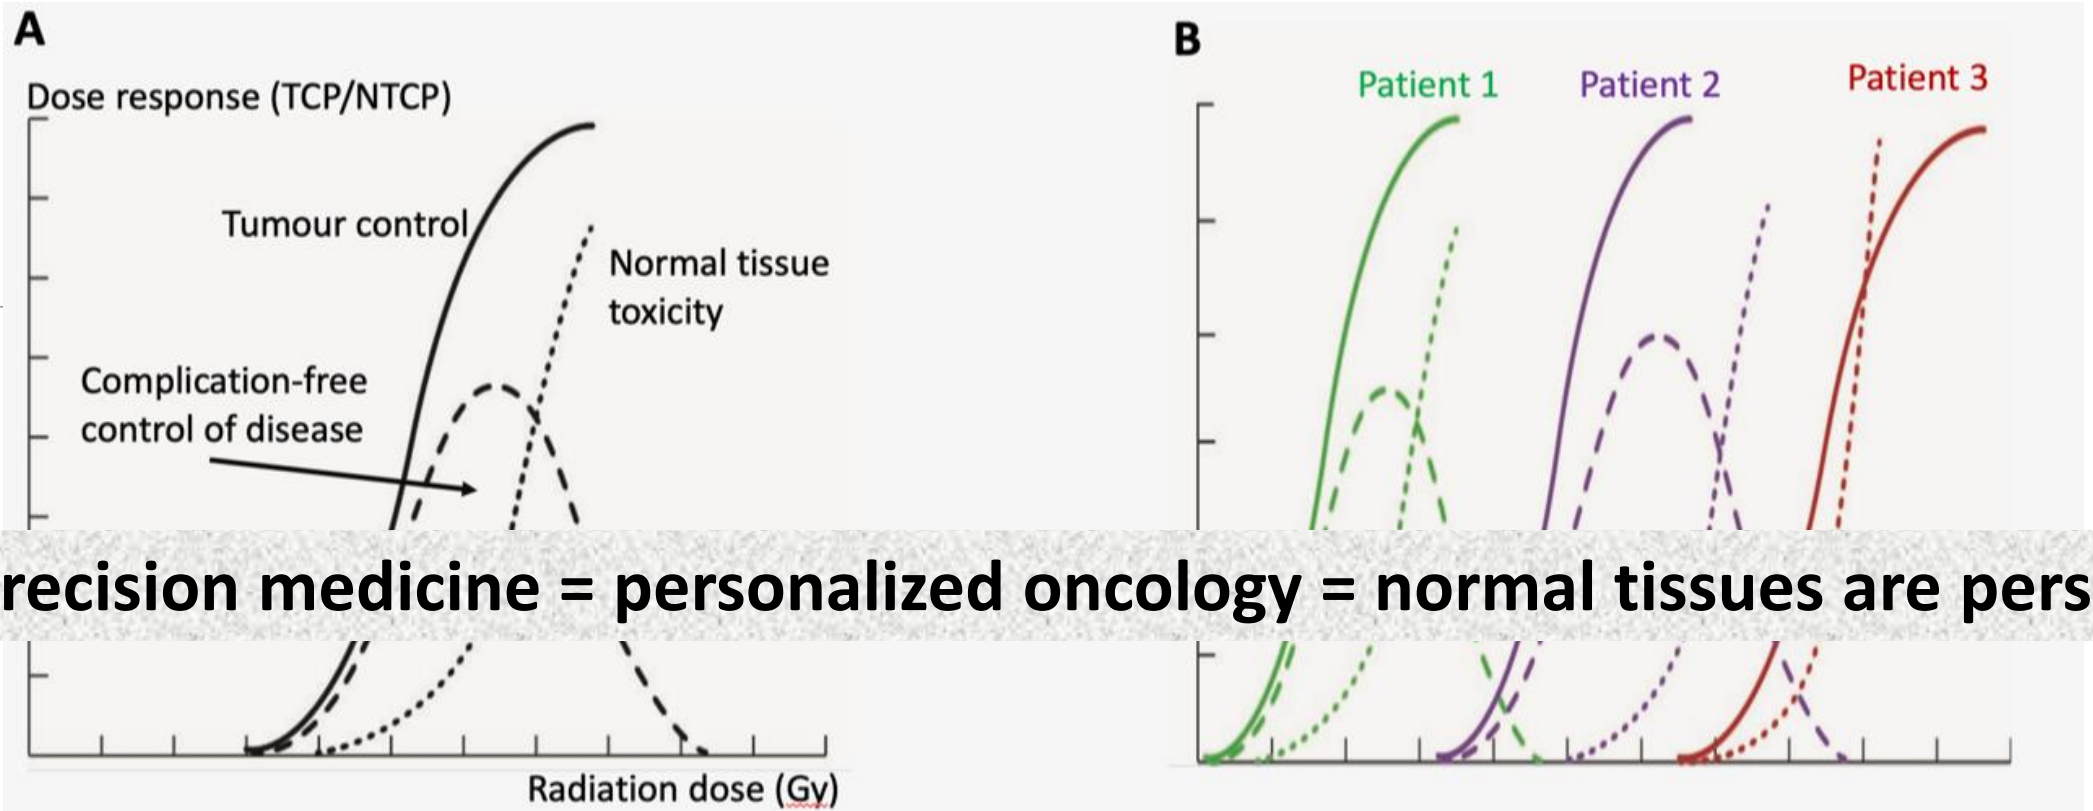 A
Dose response (TCP/NTCP)
Tumour control
Normal tissue
toxicity
Complication-free
control of disease
Radiation dose (Gy)
B
Patient 1
Patient 2
Patient 3
recision medicine = personalized oncology = normal tissues are pers